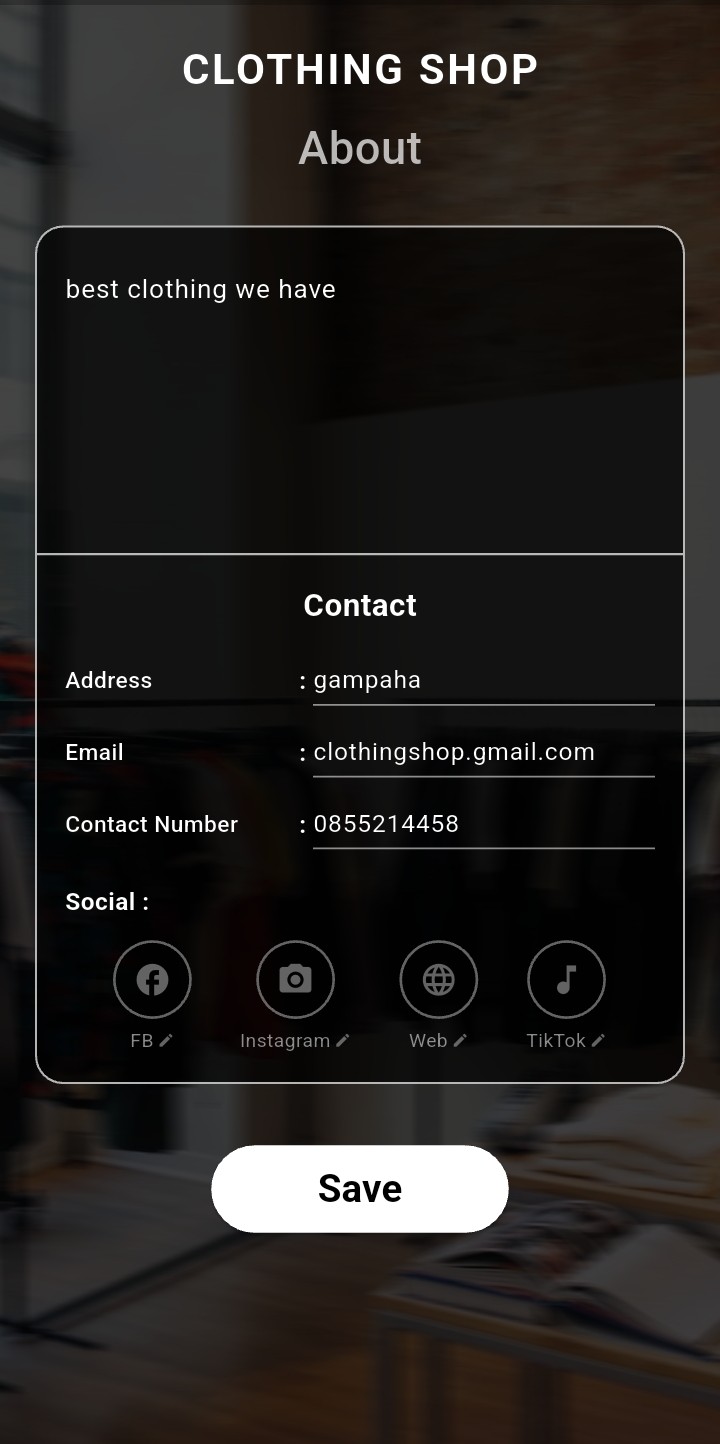 CLOTHING SHOP
About
best clothing we have
Contact
Address : gampaha
Email : clothingshop.gmail.com
Contact Number : 0855214458
Social :
FB Instagram Web TikTok
Save